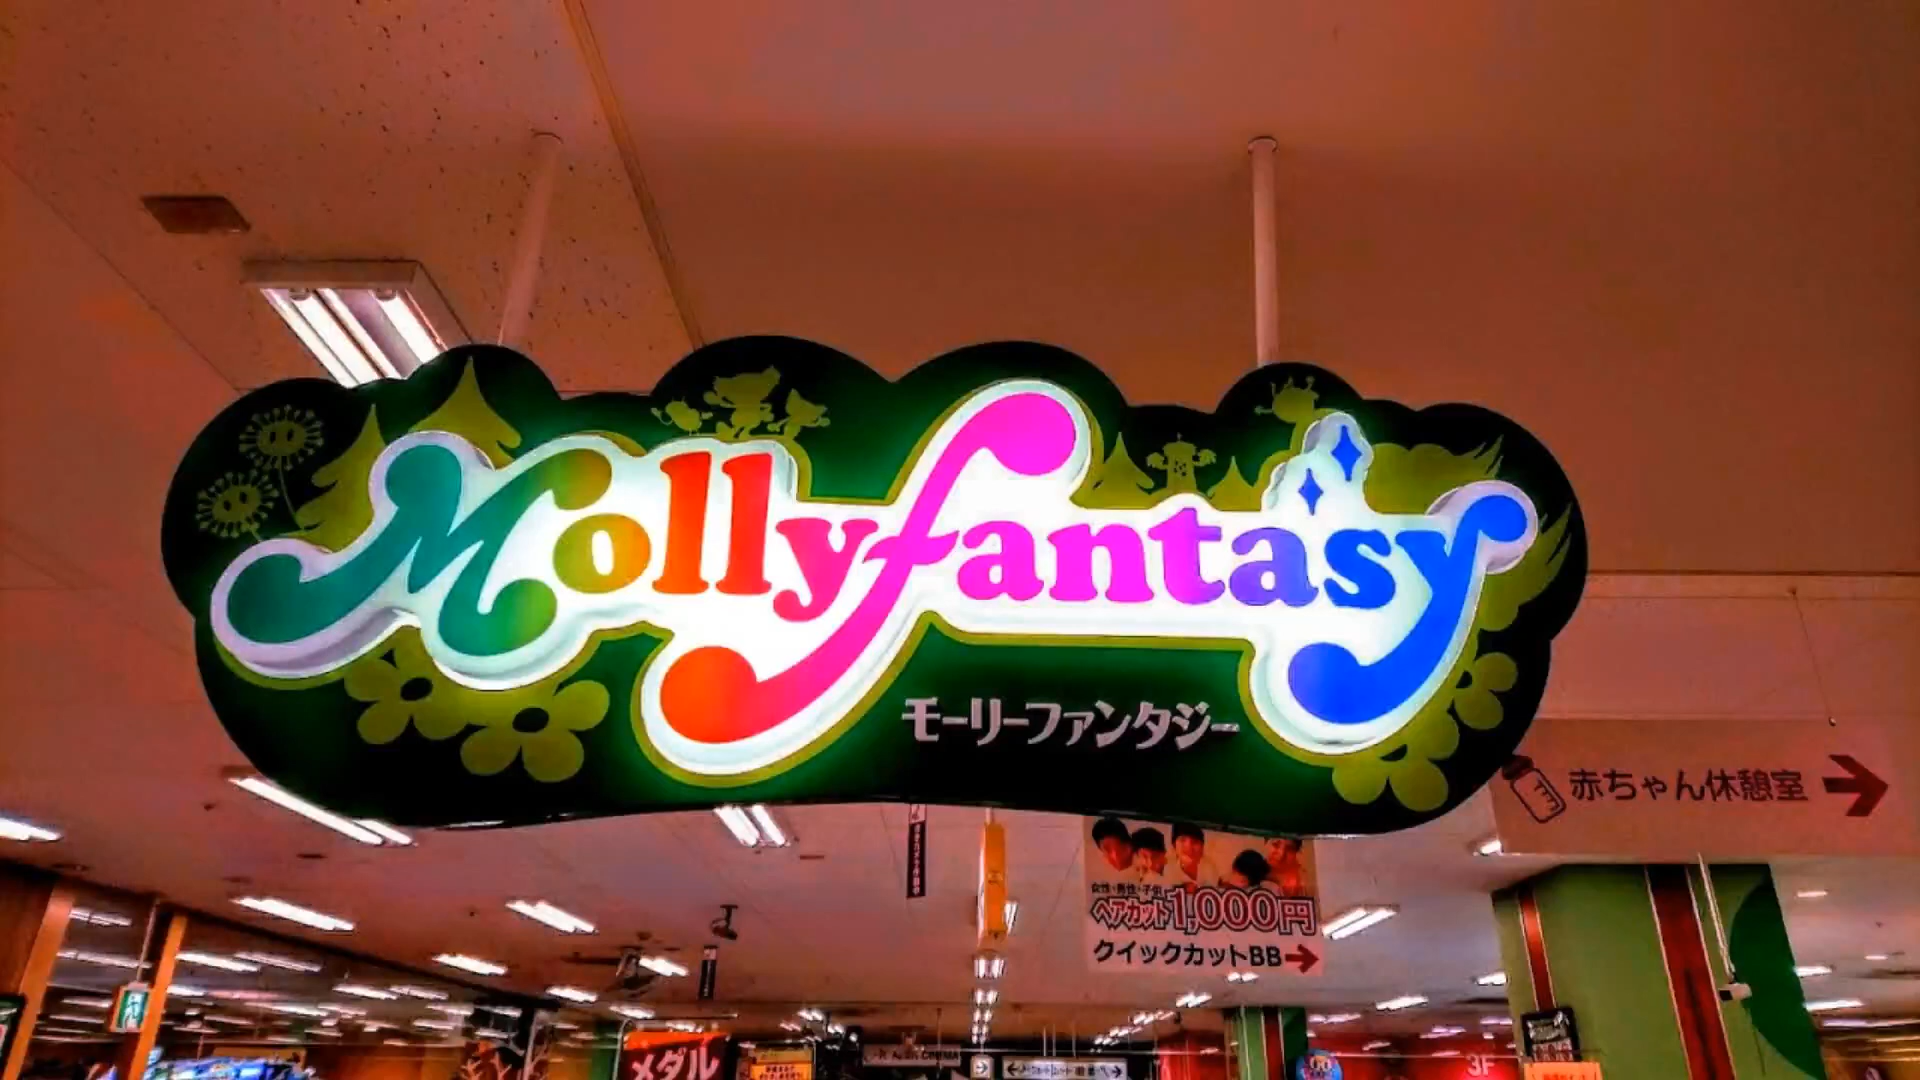 Mollyfantasy
モーリーファンタジー
赤ちゃん休憩室
女性・男性・子供
ヘアカット1,000円
クイックカットBB
メダル
3F